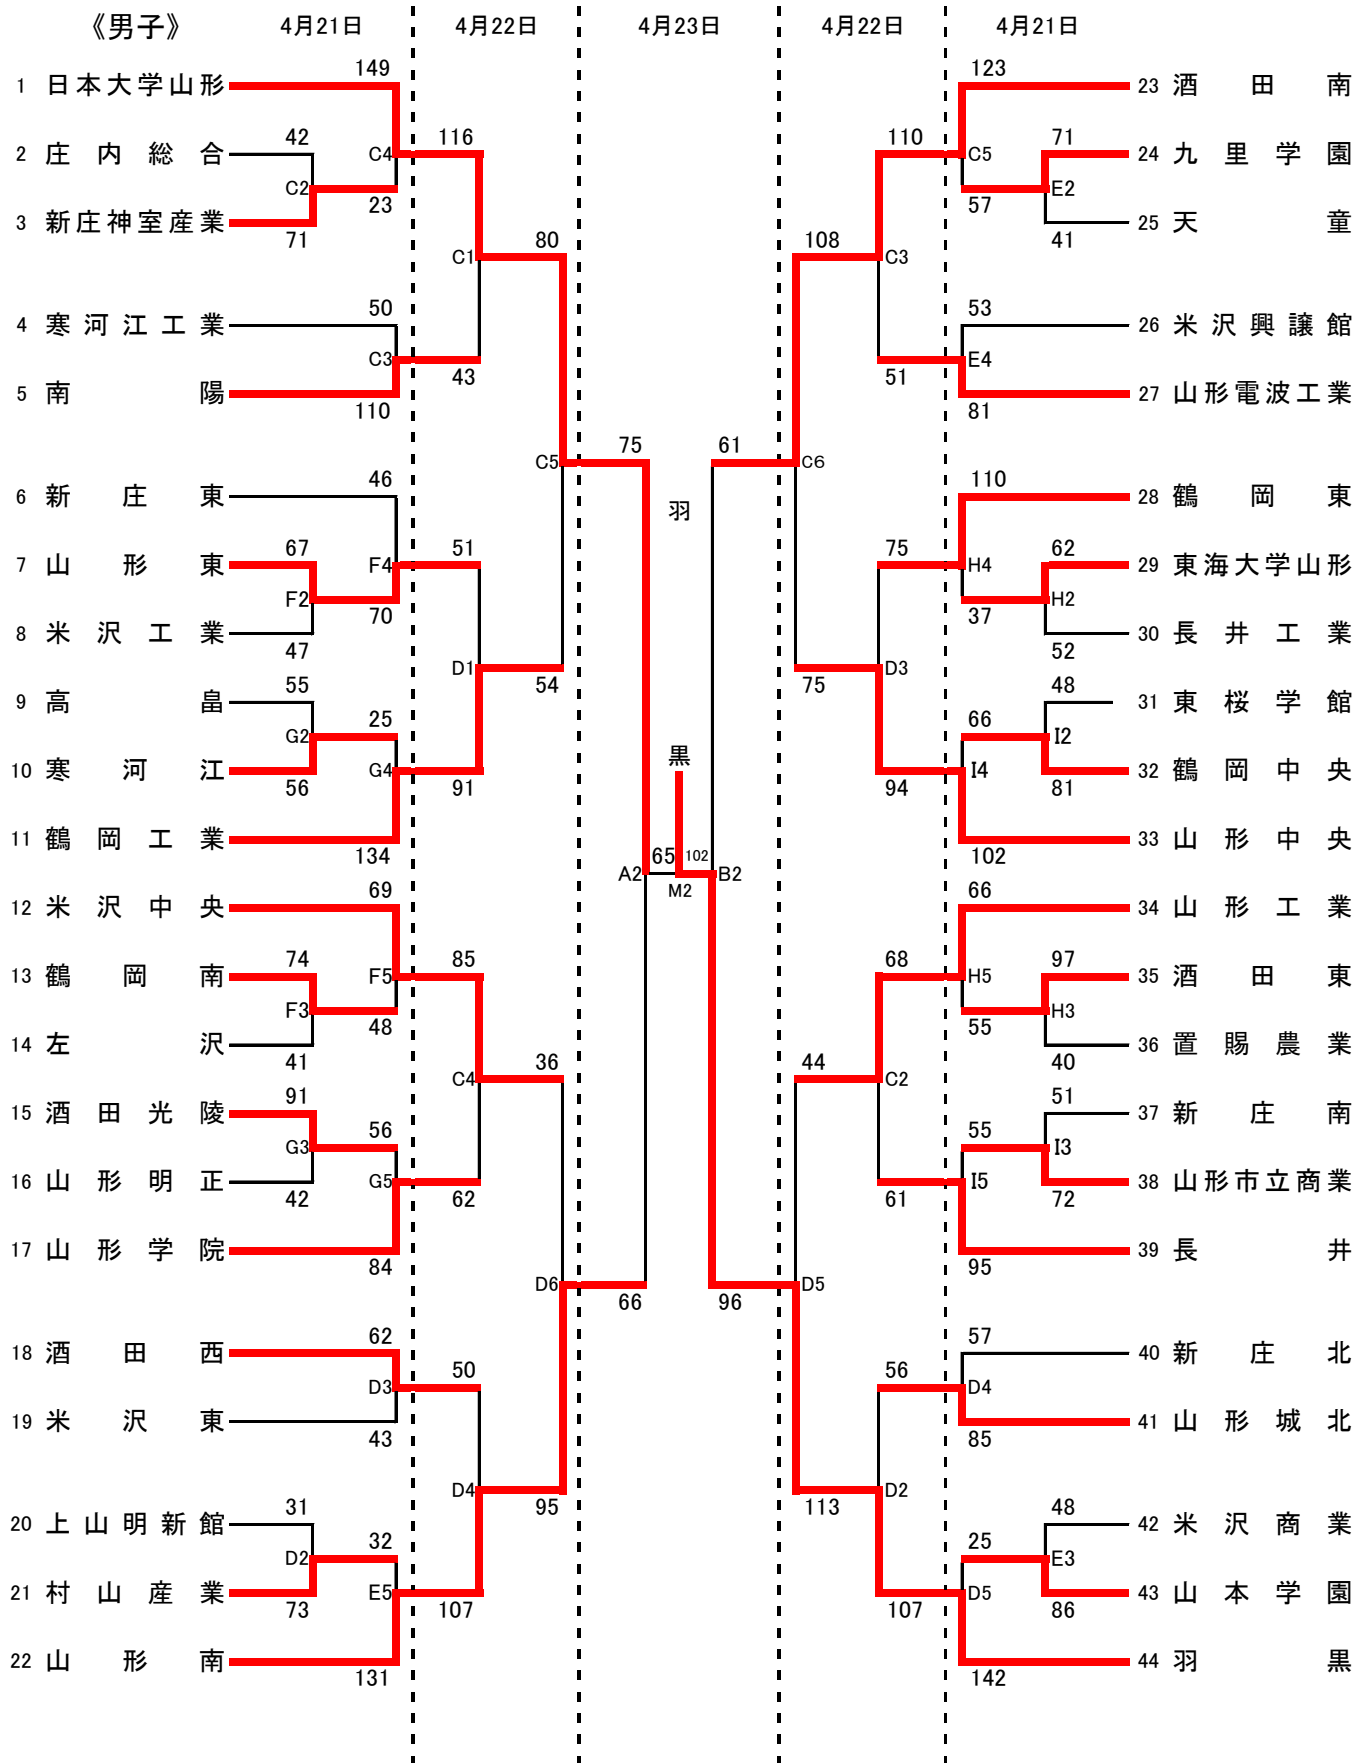 《男子》 4月21日 4月22日 4月23日 4月22日 4月21日
149 123
1 日本大学山形 23 酒田南
42 116 110 71
2 庄内総合 C4 C5 24 九里学園
C2 E2
23 57
3 新庄神室産業 25 天童
71 80 108 41
C1 C3
50 53
4 寒河江工業 26 米沢興譲館
C3 E4
43 51
5 南陽 27 山形電波工業
110 81
75 61
C5 C6
46 110
6 新庄東 羽 28 鶴岡東
67 51 75 62
7 山形東 F4 H4 29 東海大学山形
F2 H2
70 37
8 米沢工業 30 長井工業
47 52
D1 D3
55 54 75 48
9 高畠 31 東桜学館
25 66
G2 I2
黒
10 寒河江 G4 I4 32 鶴岡中央
56 91 94 81
11 鶴岡工業 33 山形中央
134 65 102 102
A2 B2
69 M2 66
12 米沢中央 34 山形工業
74 85 68 97
13 鶴岡南 F5 H5 35 酒田東
F3 H3
48 55
14 左沢 36 置賜農業
41 36 44 40
C4 C2
91 51
15 酒田光陵 37 新庄南
56 55
G3 I3
16 山形明正 G5 I5 38 山形市立商業
42 62 61 72
17 山形学院 39 長井
84 95
D6 D5
66 96
62 57
18 酒田西 40 新庄北
50 56
D3 D4
19 米沢東 41 山形城北
43 85
D4 D2
31 95 113 48
20 上山明新館 42 米沢商業
32 25
D2 E3
21 村山産業 E5 D5 43 山本学園
73 107 107 86
22 山形南 44 羽黒
131 142